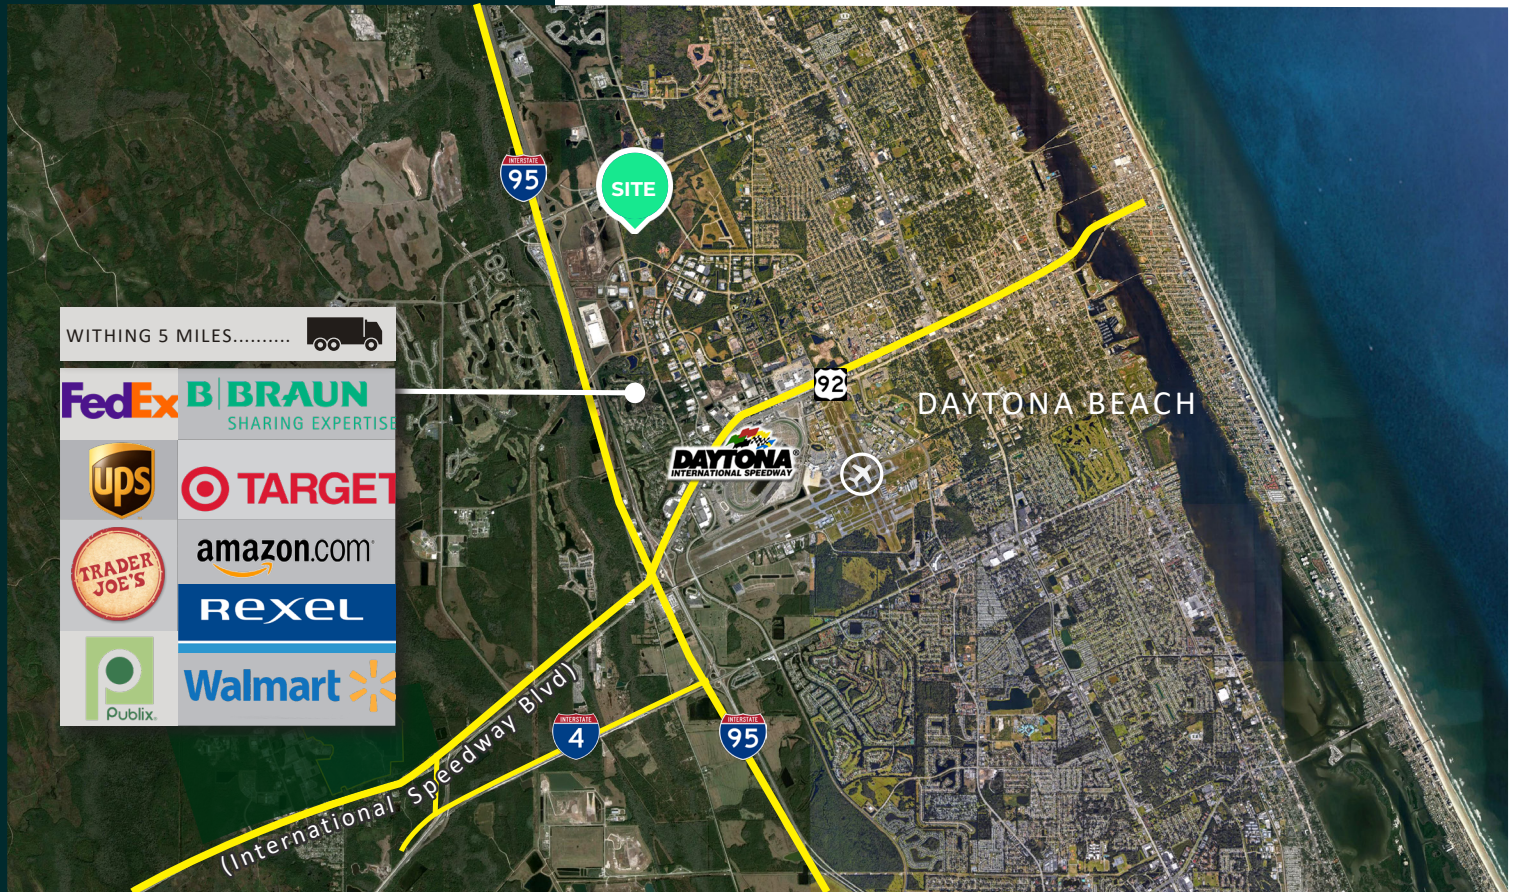 INTERSTATE
95
SITE
WITHING 5 MILES..........
FedEx
B|BRAUN
SHARING EXPERTISE
ups
TARGET
TRADER
JOE'S
amazon.com
REXEL
Publix
Walmart
92
DAYTONA BEACH
DAYTONA
INTERNATIONAL SPEEDWAY
INTERSTATE
4
INTERSTATE
95
(International Speedway Blvd)